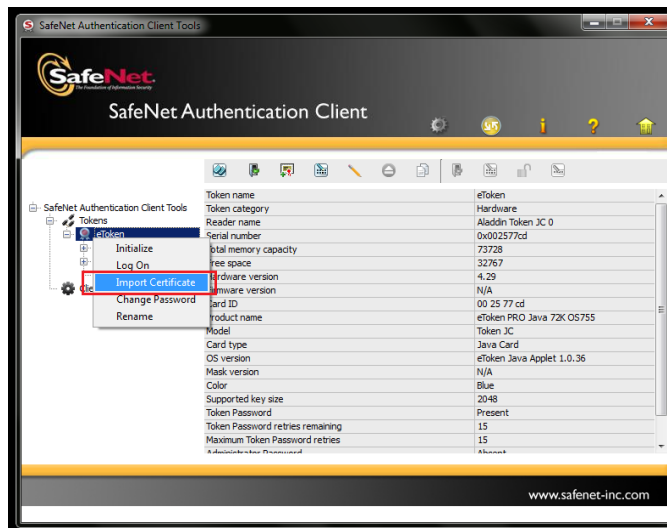 SafeNet Authentication Client Tools
SafeNet.
The Foundation of Information Security
SafeNet Authentication Client
SafeNet Authentication Client Tools
Tokens
eToken
Initialize
Log On
Import Certificate
Change Password
Rename
Token name eToken
Token category Hardware
Reader name Aladdin Token JC 0
Serial number 0x002577cd
Total memory capacity 73728
Free space 32767
Hardware version 4.29
Firmware version N/A
Card ID 00 25 77 cd
Product name eToken PRO Java 72K OS755
Model Token JC
Card type Java Card
OS version eToken Java Applet 1.0.36
Mask version N/A
Color Blue
Supported key size 2048
Token Password Present
Token Password retries remaining 15
Maximum Token Password retries 15
Administrator Password Absent
www.safenet-inc.com